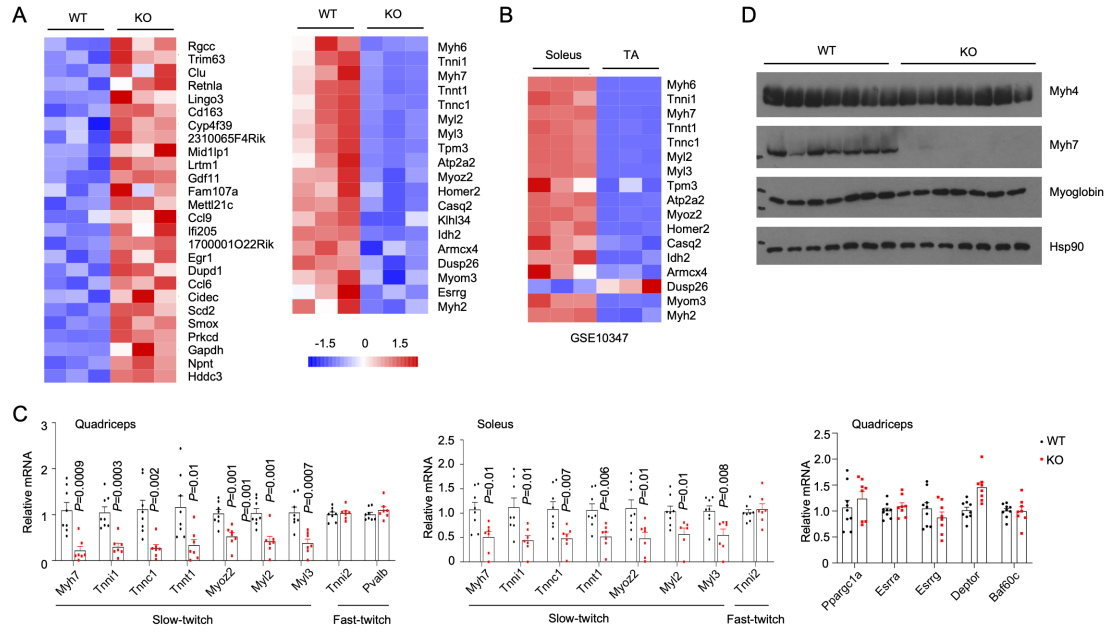 A
WT
KO
Rgcc
Trim63
Clu
Retnla
Lingo3
Cd163
Cyp4f39
2310065F4Rik
Mid1lp1
Lrtm1
Gdf11
Fam107a
Mettl21c
Ccl9
Ifi205
1700001O22Rik
Egr1
Dupd1
Ccl6
Cidec
Scd2
Smox
Prkcd
Gapdh
Npnt
Hddc3
WT
KO
Myh6
Tnni1
Myh7
Tnnt1
Tnnc1
Myl2
Myl3
Tpm3
Atp2a2
Myoz2
Homer2
Casq2
Klhl34
Idh2
Armcx4
Dusp26
Myom3
Esrrg
Myh2
-1.5 0 1.5
B
Soleus
TA
Myh6
Tnni1
Myh7
Tnnt1
Tnnc1
Myl2
Myl3
Tpm3
Atp2a2
Myoz2
Homer2
Casq2
Idh2
Armcx4
Dusp26
Myom3
Myh2
GSE10347
D
WT
KO
Myh4
Myh7
Myoglobin
Hsp90
C
Quadriceps
Relative mRNA
3
2
1
0
P=0.0009
P=0.0003
P=0.002
P=0.01
P=0.001
P=0.001
P=0.0007
Myh7
Tnni1
Tnnc1
Tnnt1
Myoz2
Myl2
Myl3
Tnni2
Pvalb
Slow-twitch
Fast-twitch
Soleus
Relative mRNA
2.5
2.0
1.5
1.0
0.5
0
P=0.01
P=0.01
P=0.007
P=0.006
P=0.01
P=0.01
P=0.008
Myh7
Tnni1
Tnnc1
Tnnt1
Myoz2
Myl2
Myl3
Tnni2
Slow-twitch
Fast-twitch
Quadriceps
Relative mRNA
2.5
2.0
1.5
1.0
0.5
0
Ppargc1a
Esrra
Esrrg
Deptor
Baf60c
WT
KO